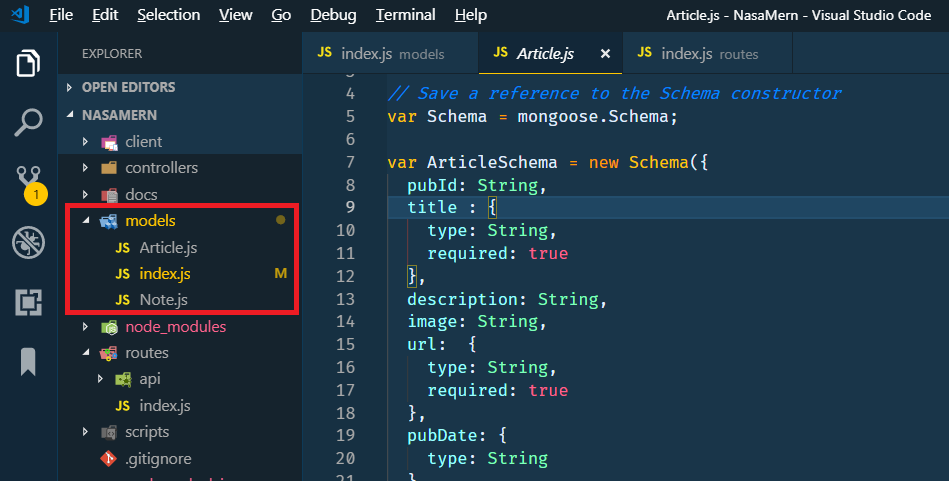 File Edit Selection View Go Debug Terminal Help Article.js - NasaMern - Visual Studio Code
EXPLORER
OPEN EDITORS
NASAMERN
client
controllers
docs
models
JS Article.js
JS index.js M
JS Note.js
node_modules
routes
api
JS index.js
scripts
.gitignore
1
JS index.js models JS Article.js × JS index.js routes
4 // Save a reference to the Schema constructor
5 var Schema = mongoose.Schema;
6
7 var ArticleSchema = new Schema({
8 pubId: String,
9 title : {
10 type: String,
11 required: true
12 },
13 description: String,
14 image: String,
15 url:  {
16 type: String,
17 required: true
18 },
19 pubDate: {
20 type: String